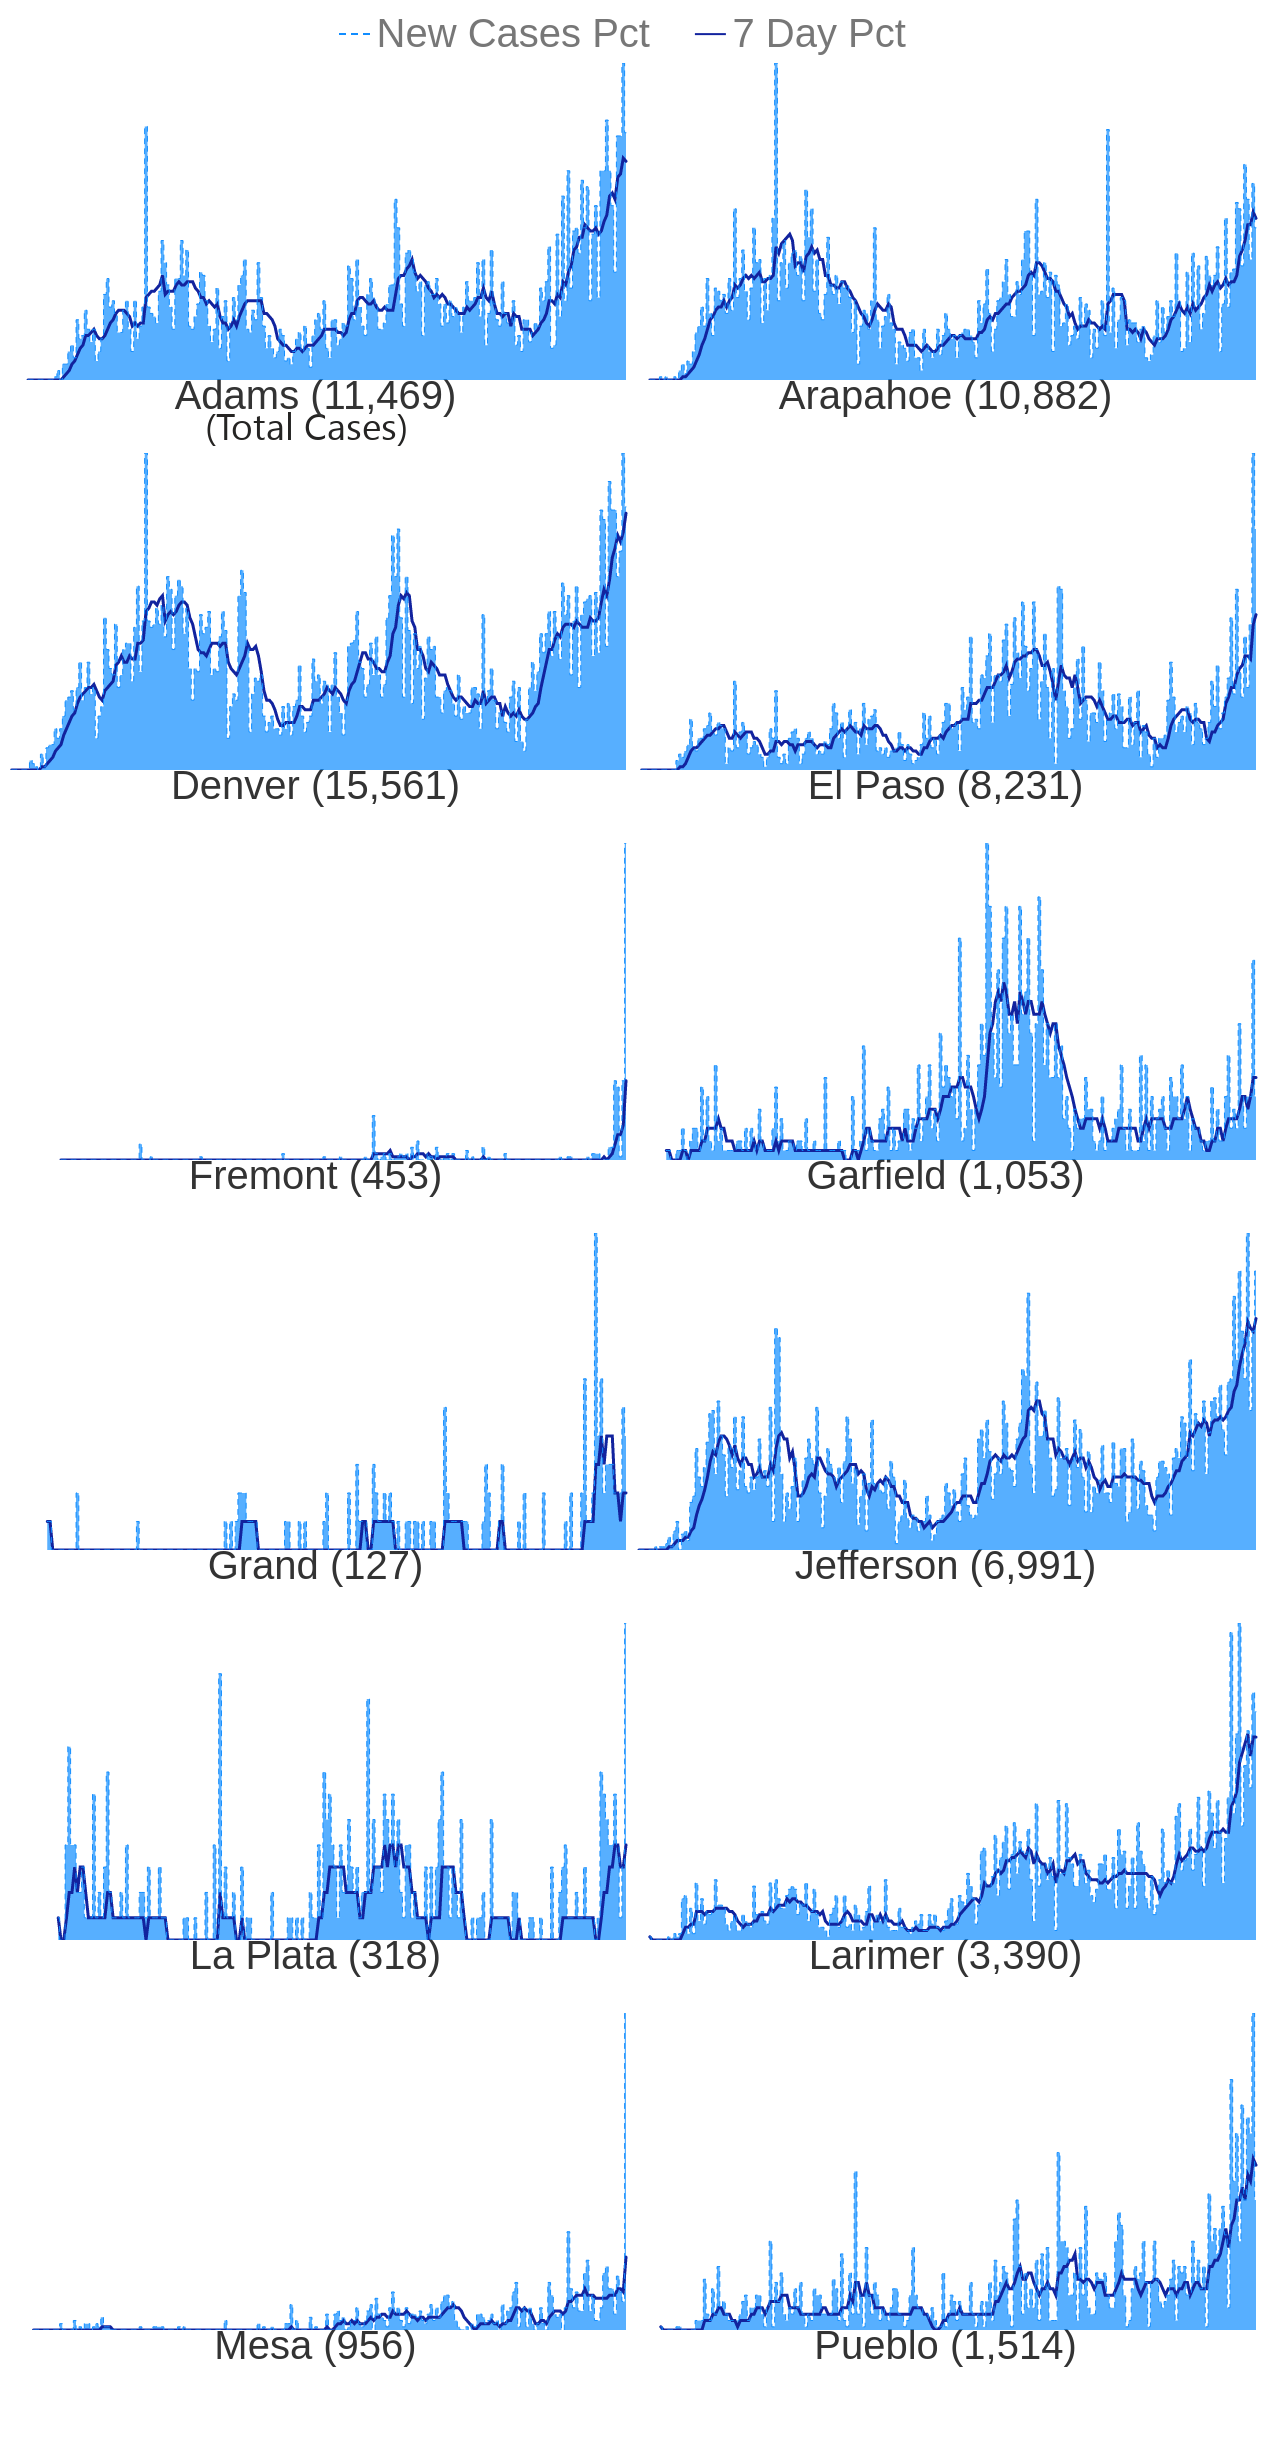 New Cases Pct 7 Day Pct
Adams (11,469) Arapahoe (10,882)
(Total Cases)
Denver (15,561) El Paso (8,231)
Fremont (453) Garfield (1,053)
Grand (127) Jefferson (6,991)
La Plata (318) Larimer (3,390)
Mesa (956) Pueblo (1,514)